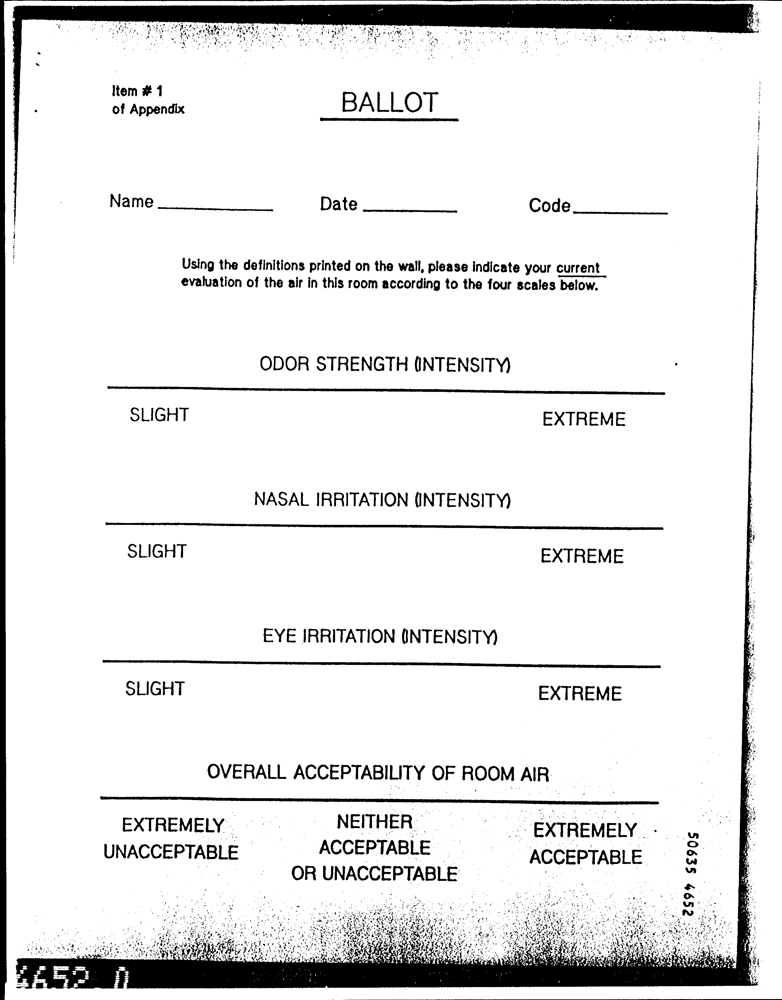 Item # 1
of Appendix
BALLOT
Name Date Code
Using the definitions printed on the wall, please indicate your current
evaluation of the air in this room according to the four scales below.
ODOR STRENGTH (INTENSITY)
SLIGHT EXTREME
NASAL IRRITATION (INTENSITY)
SLIGHT EXTREME
EYE IRRITATION (INTENSITY)
SLIGHT EXTREME
OVERALL ACCEPTABILITY OF ROOM AIR
EXTREMELY
UNACCEPTABLE
NEITHER
ACCEPTABLE
OR UNACCEPTABLE
EXTREMELY
ACCEPTABLE
50635 4652
4652 0